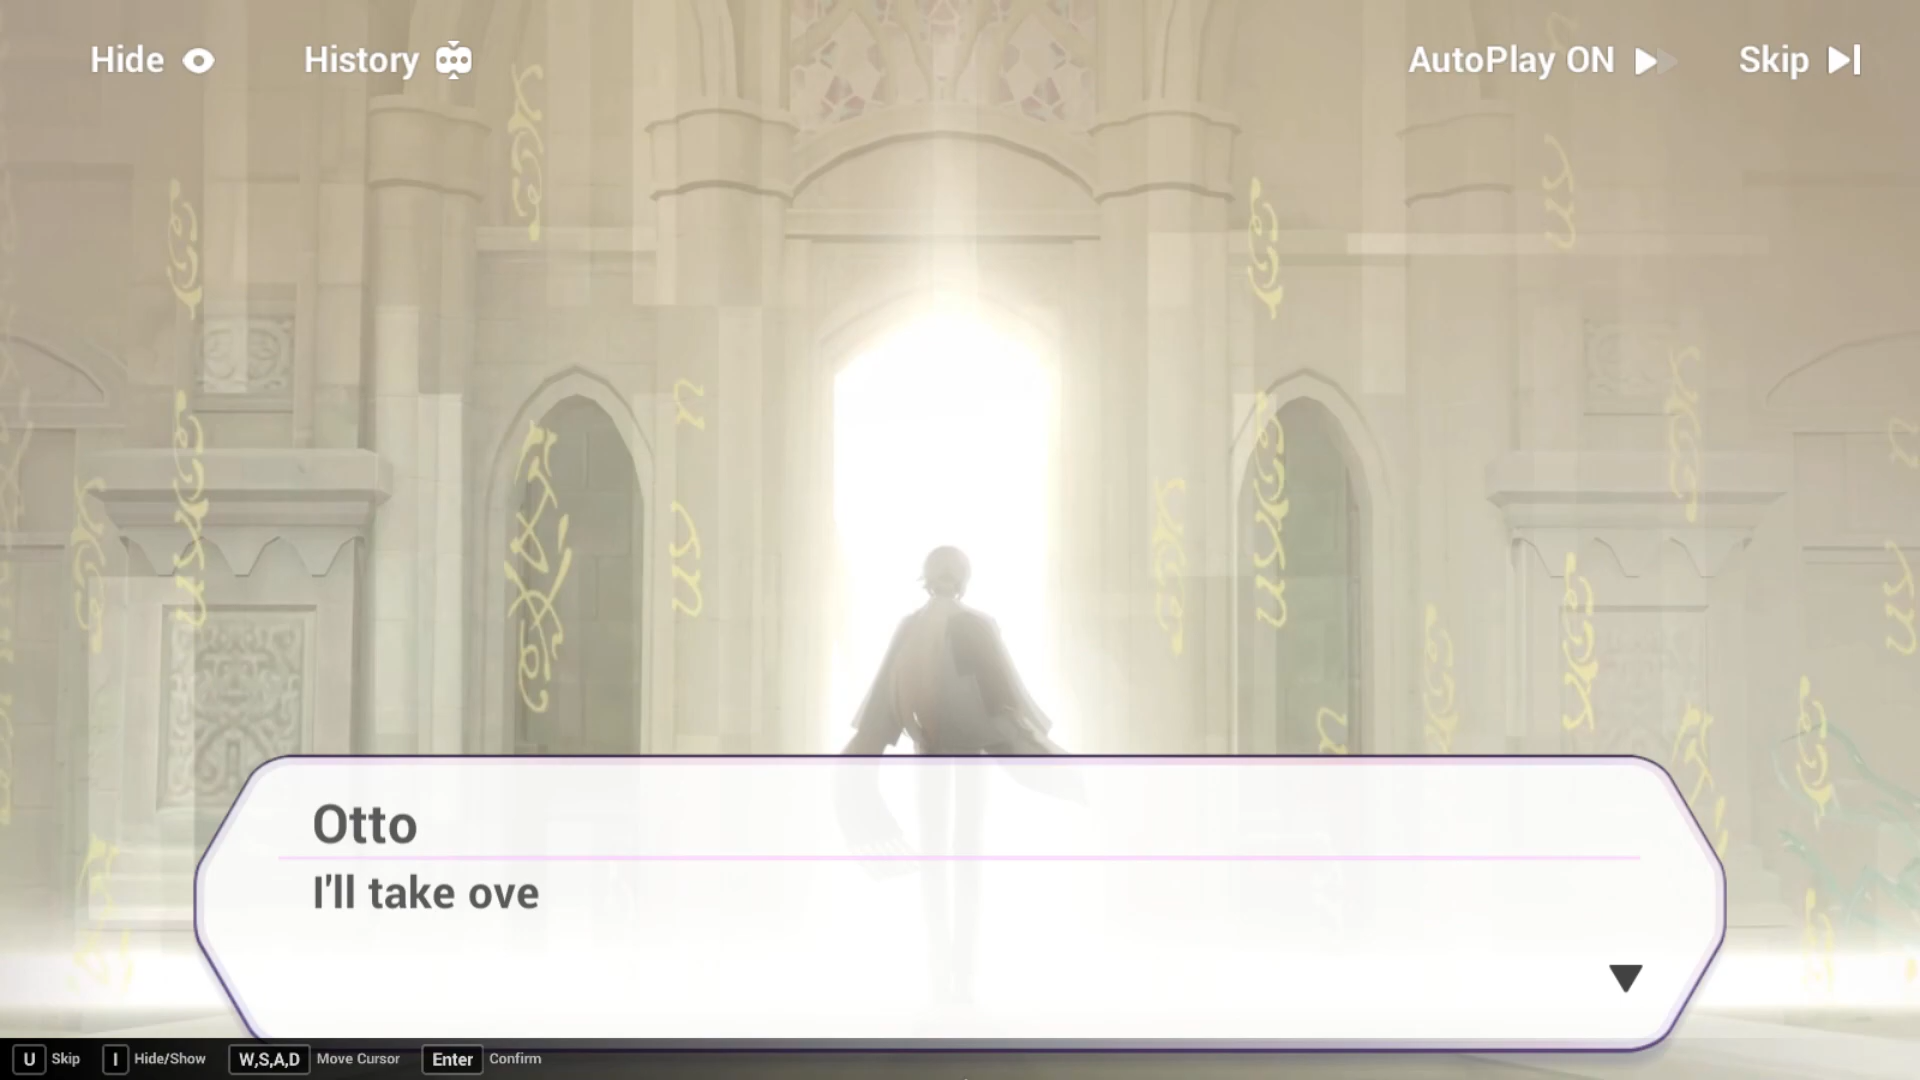 Hide
History
AutoPlay ON
Skip
Otto
I'll take ove
U Skip I Hide/Show W,S,A,D Move Cursor Enter Confirm